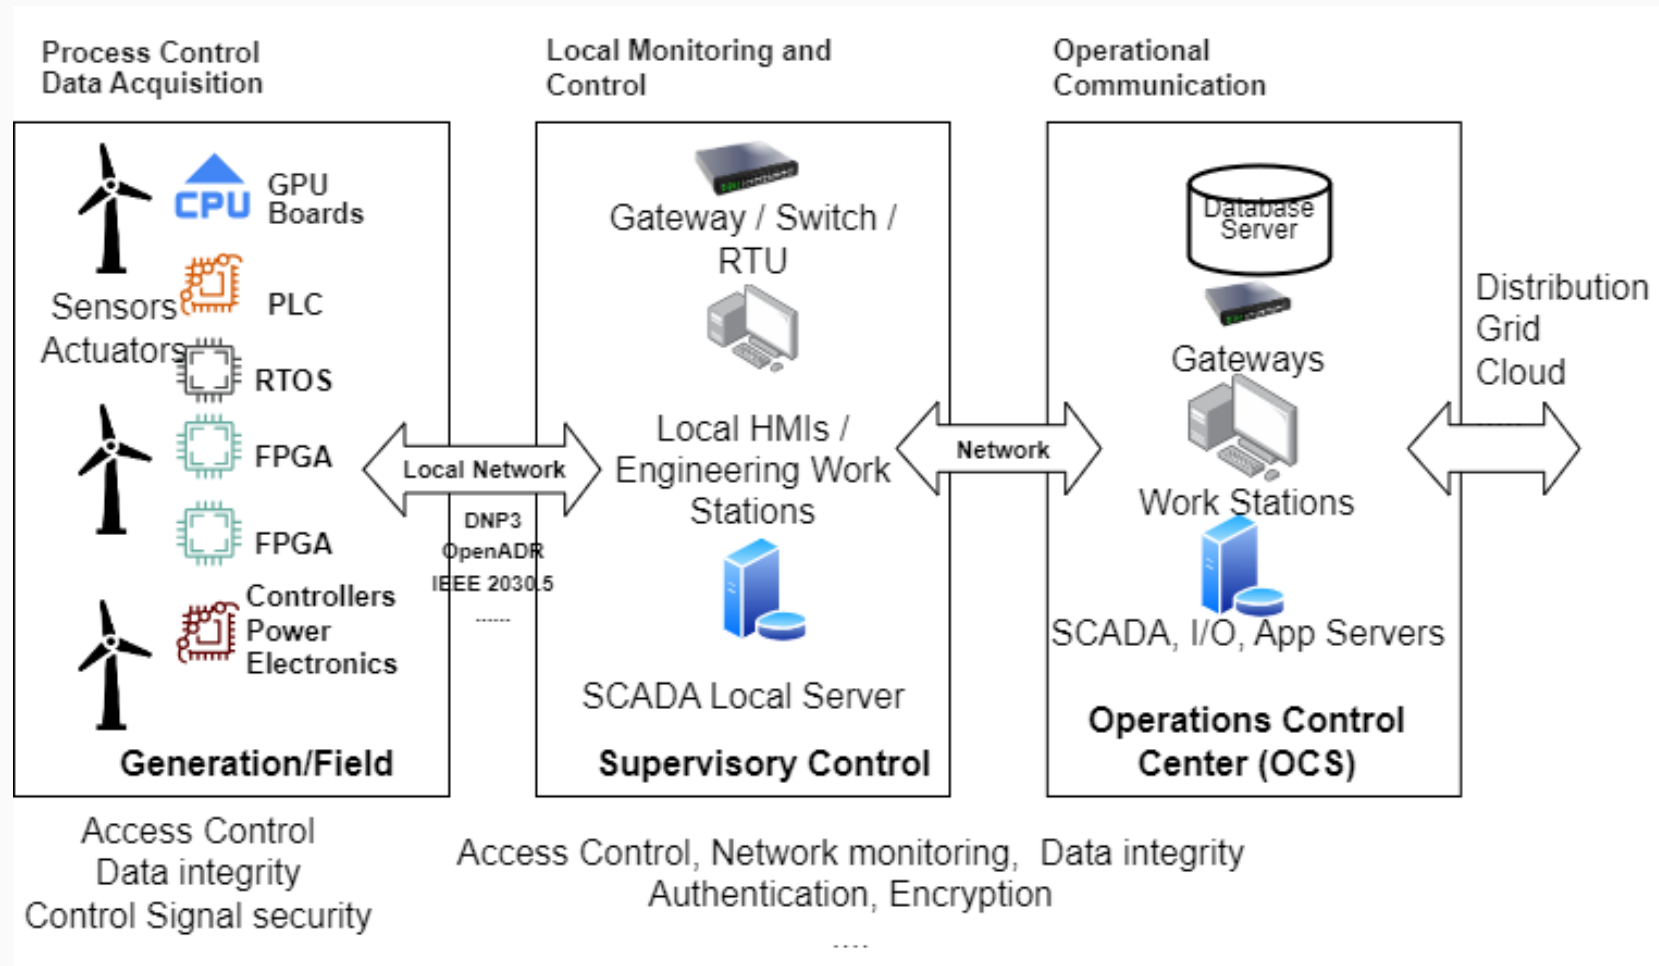 Process Control
Data Acquisition
Local Monitoring and
Control
Operational
Communication
CPU
GPU
Boards
Sensors
Actuators
PLC
RTOS
FPGA
FPGA
Controllers
Power
Electronics
Generation/Field
Local Network
DNP3
OpenADR
IEEE 2030.5
......
Gateway / Switch /
RTU
Local HMIs /
Engineering Work
Stations
SCADA Local Server
Supervisory Control
Network
Database
Server
Gateways
Work Stations
SCADA, I/O, App Servers
Operations Control
Center (OCS)
Distribution
Grid
Cloud
Access Control
Data integrity
Control Signal security
Access Control, Network monitoring, Data integrity
Authentication, Encryption
....